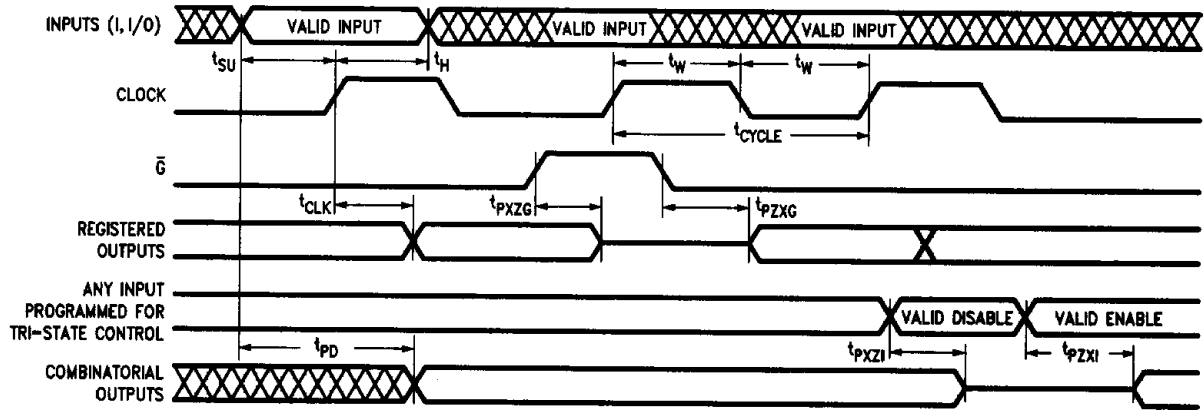 INPUTS (I, I/O)
VALID INPUT
VALID INPUT
VALID INPUT
tSU
tH
tW
tW
CLOCK
tCYCLE
G̅
tCLK
tPXZG
tPZXG
REGISTERED
OUTPUTS
ANY INPUT
PROGRAMMED FOR
TRI-STATE CONTROL
VALID DISABLE
VALID ENABLE
tPD
tPXZI
tPZXI
COMBINATORIAL
OUTPUTS